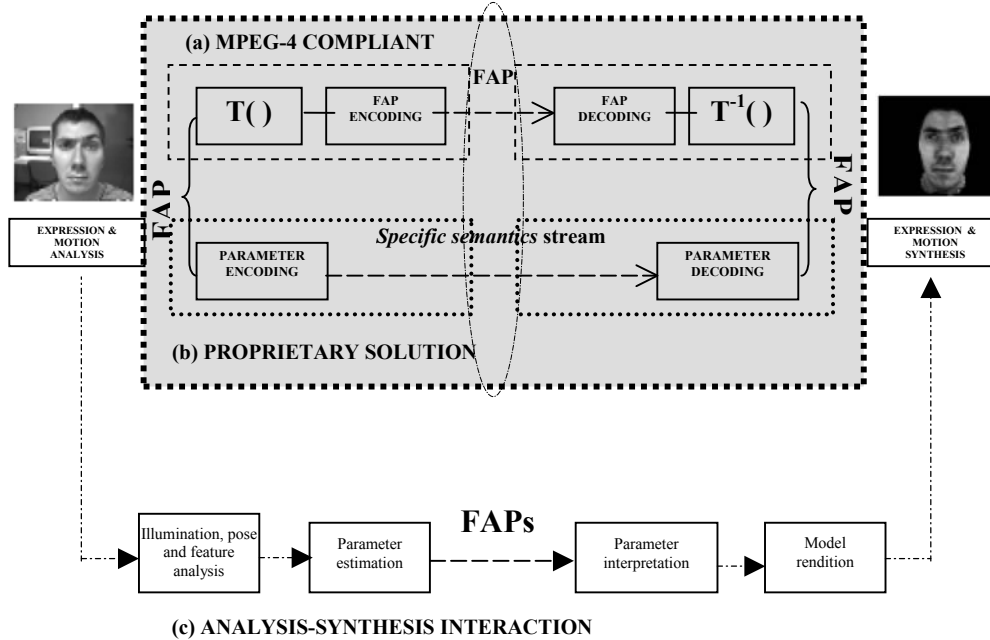 (a) MPEG-4 COMPLIANT
FAP
T( )
FAP
ENCODING
FAP
DECODING
T-1( )
FAP
FAP
EXPRESSION &
MOTION
ANALYSIS
EXPRESSION &
MOTION
SYNTHESIS
Specific semantics stream
PARAMETER
ENCODING
PARAMETER
DECODING
(b) PROPRIETARY SOLUTION
FAPs
Illumination, pose
and feature
analysis
Parameter
estimation
Parameter
interpretation
Model
rendition
(c) ANALYSIS-SYNTHESIS INTERACTION